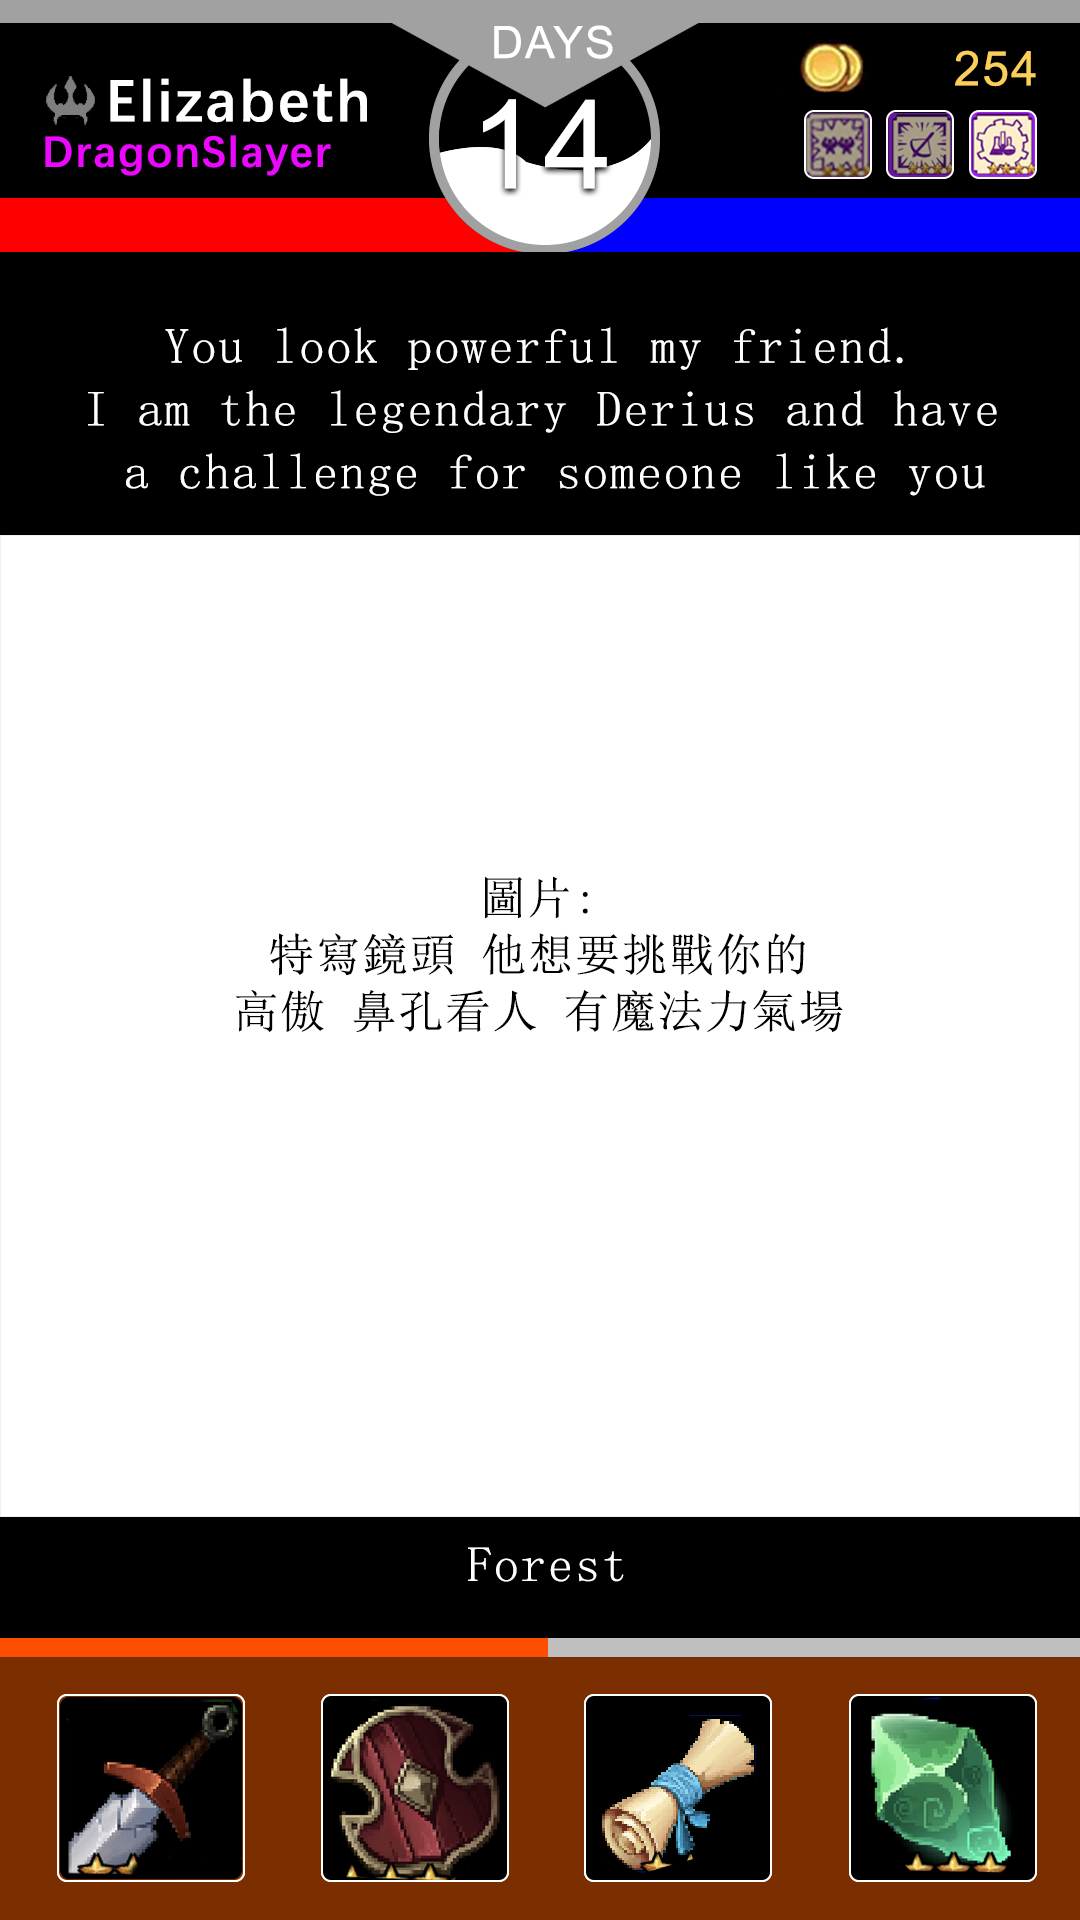 DAYS
14
254
Elizabeth
DragonSlayer
You look powerful my friend.
I am the legendary Derius and have
a challenge for someone like you
圖片:
特寫鏡頭 他想要挑戰你的
高傲 鼻孔看人 有魔法力氣場
Forest